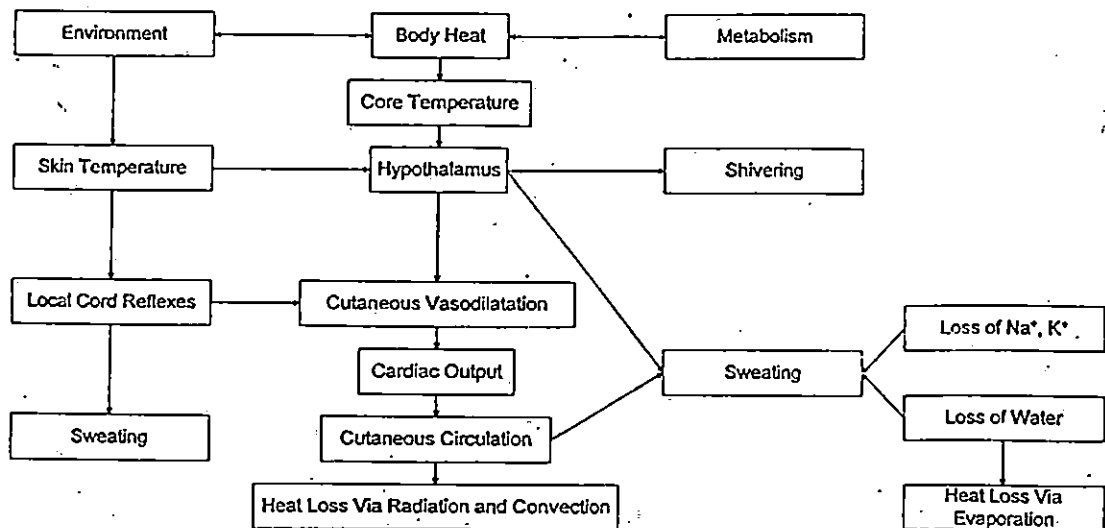 Environment
Body Heat
Metabolism
Core Temperature
Skin Temperature
Hypothalamus
Shivering
Local Cord Reflexes
Cutaneous Vasodilatation
Loss of Na⁺, K⁺
Cardiac Output
Sweating
Sweating
Cutaneous Circulation
Loss of Water
Heat Loss Via Radiation and Convection
Heat Loss Via
Evaporation